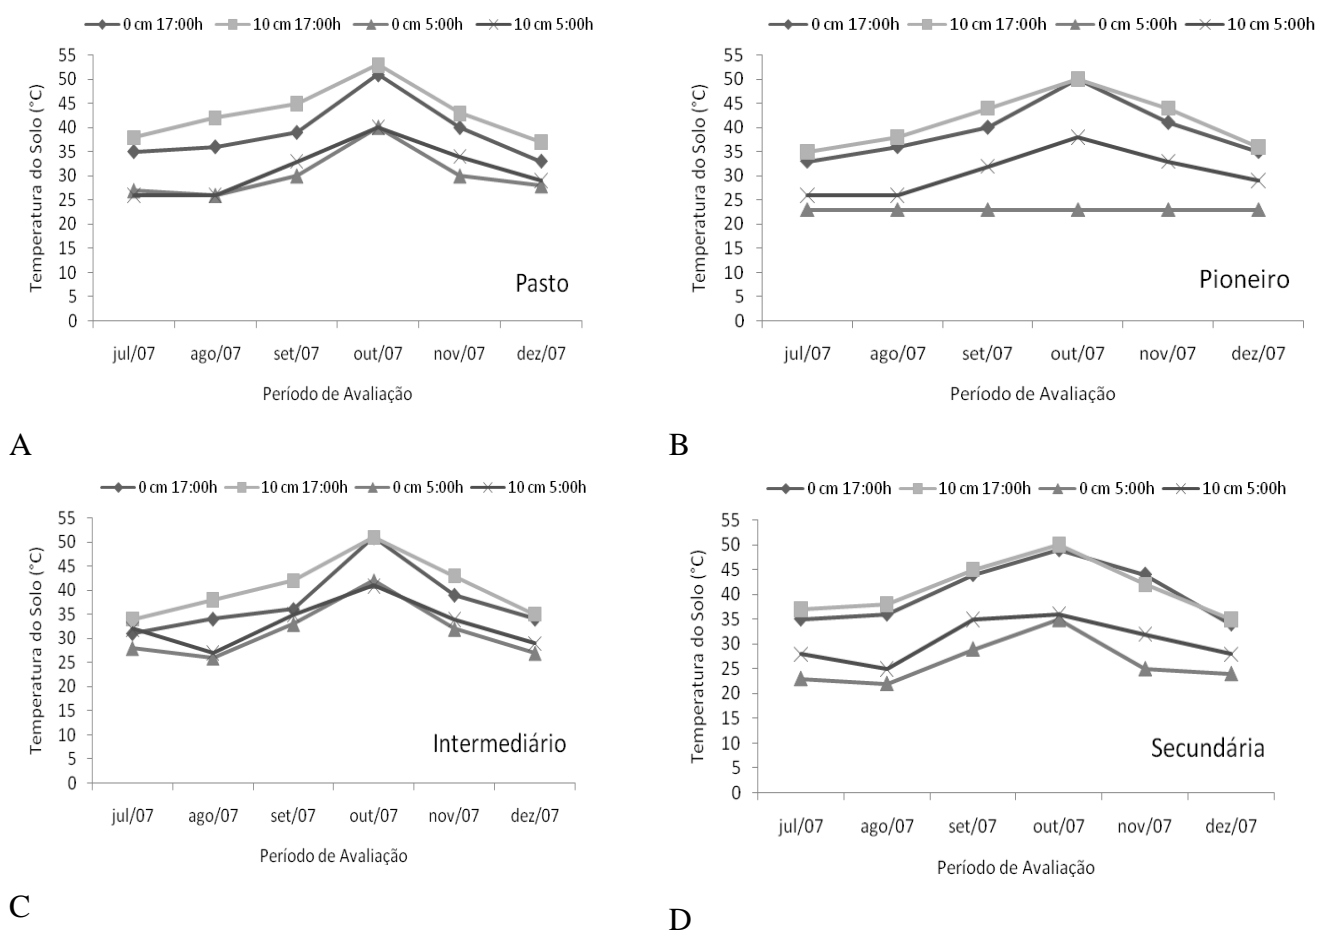 0 cm 17:00h 10 cm 17:00h 0 cm 5:00h 10 cm 5:00h
Temperatura do Solo (°C)
55
50
45
40
35
30
25
20
15
10
5
0
Pasto
jul/07 ago/07 set/07 out/07 nov/07 dez/07
Período de Avaliação
A
0 cm 17:00h 10 cm 17:00h 0 cm 5:00h 10 cm 5:00h
Temperatura do Solo (°C)
55
50
45
40
35
30
25
20
15
10
5
0
Pioneiro
jul/07 ago/07 set/07 out/07 nov/07 dez/07
Período de Avaliação
B
0 cm 17:00h 10 cm 17:00h 0 cm 5:00h 10 cm 5:00h
Temperatura do Solo (°C)
55
50
45
40
35
30
25
20
15
10
5
0
Intermediário
jul/07 ago/07 set/07 out/07 nov/07 dez/07
Período de Avaliação
C
0 cm 17:00h 10 cm 17:00h 0 cm 5:00h 10 cm 5:00h
Temperatura do Solo (°C)
55
50
45
40
35
30
25
20
15
10
5
0
Secundária
jul/07 ago/07 set/07 out/07 nov/07 dez/07
Período de Avaliação
D